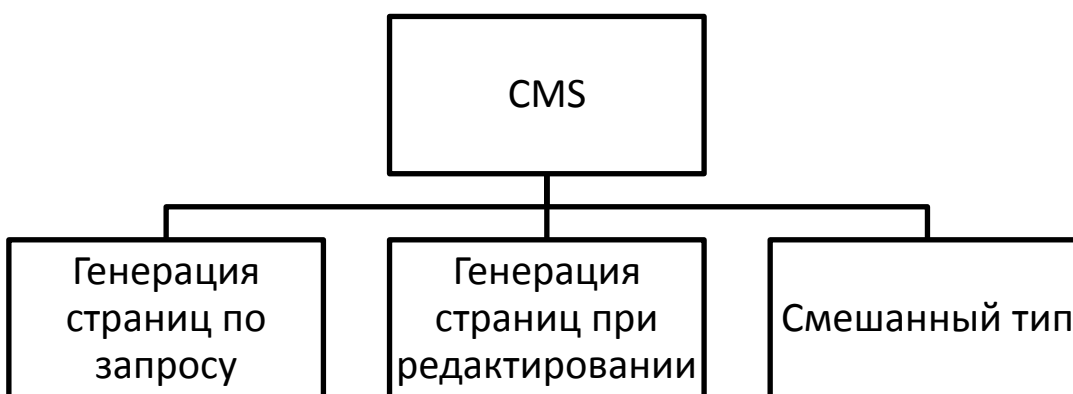 CMS
Генерация
страниц по
запросу
Генерация
страниц при
редактировании
Смешанный тип